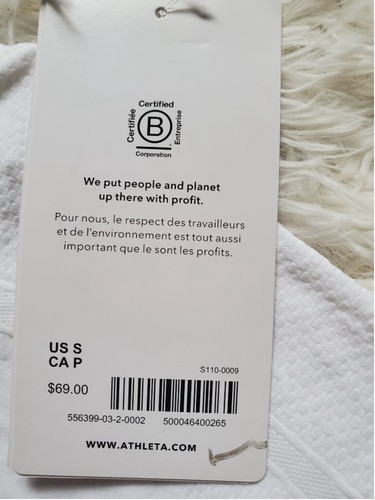 Certified
Certifiée
B
Entreprise
Corporation
We put people and planet
up there with profit.
Pour nous, le respect des travailleurs
et de l'environnement est tout aussi
important que le sont les profits.
US S
CA P
S110-0009
$69.00
556399-03-2-0002 500046400265
WWW.ATHLETA.COM